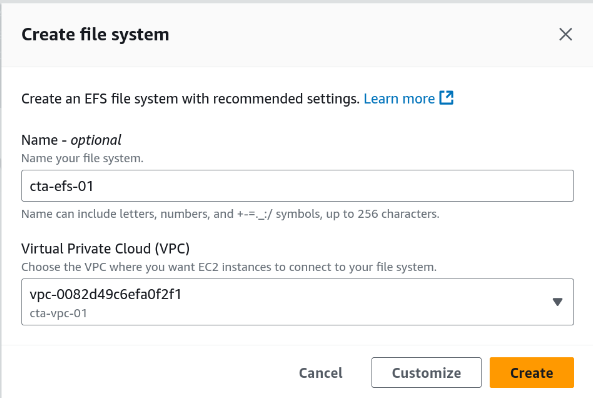 Create file system
Create an EFS file system with recommended settings. Learn more
Name - optional
Name your file system.
cta-efs-01
Name can include letters, numbers, and +-=._:/ symbols, up to 256 characters.
Virtual Private Cloud (VPC)
Choose the VPC where you want EC2 instances to connect to your file system.
vpc-0082d49c6efa0f2f1
cta-vpc-01
Cancel Customize Create